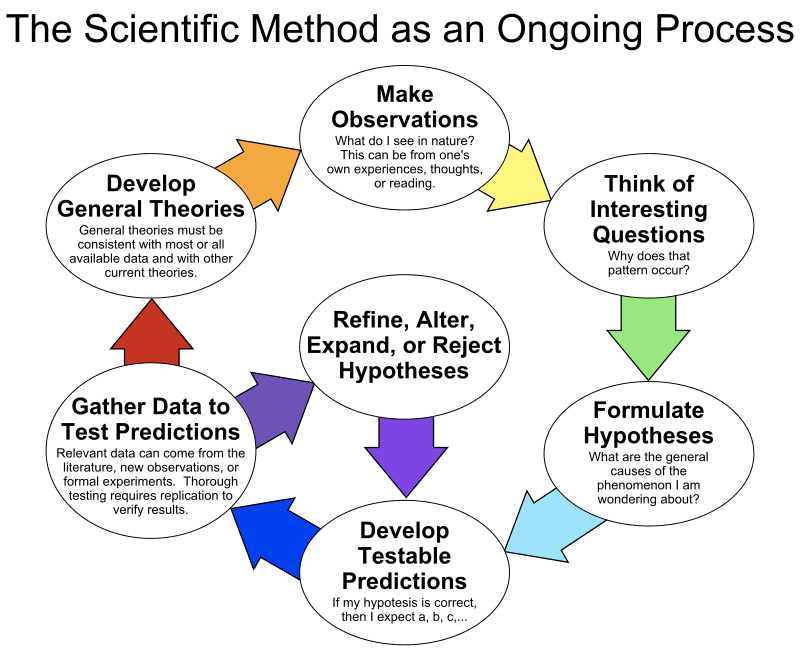 The Scientific Method as an Ongoing Process
Make
Observations
What do I see in nature?
This can be from one's
own experiences, thoughts,
or reading.
Think of
Interesting
Questions
Why does that
pattern occur?
Formulate
Hypotheses
What are the general
causes of the
phenomenon I am
wondering about?
Develop
Testable
Predictions
If my hypotesis is correct,
then I expect a, b, c,...
Gather Data to
Test Predictions
Relevant data can come from the
literature, new observations, or
formal experiments.  Thorough
testing requires replication to
verify results.
Refine, Alter,
Expand, or Reject
Hypotheses
Develop
General Theories
General theories must be
consistent with most or all
available data and with other
current theories.